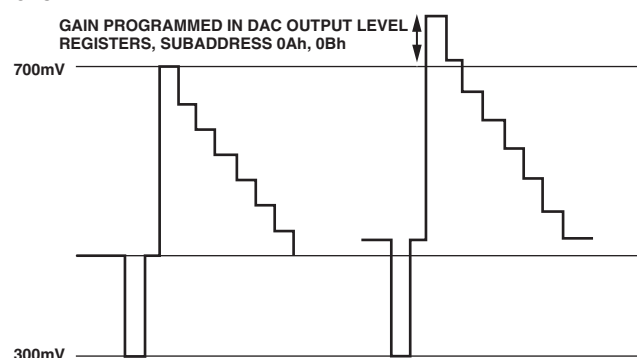 GAIN PROGRAMMED IN DAC OUTPUT LEVEL
REGISTERS, SUBADDRESS 0Ah, 0Bh
700mV
300mV